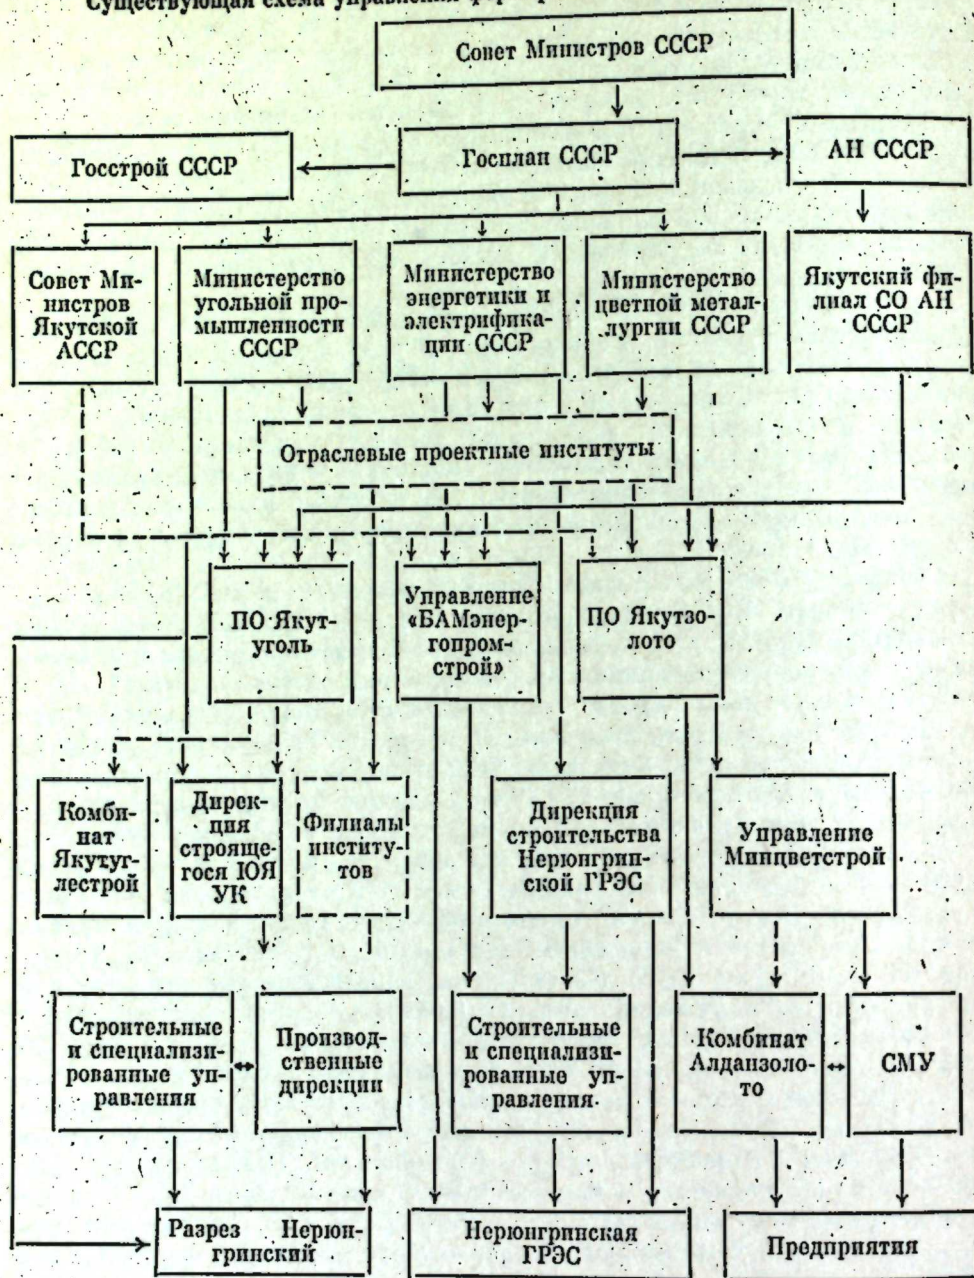 Существующая схема управления
Совет Министров СССР
Госстрой СССР
Госплан СССР
АН СССР
Совет Ми-
нистров
Якутской
АССР
Министерство
угольной про-
мышленности
СССР
Министерство
энергетики и
электрифика-
ции СССР
Министерство
цветной метал-
лургии СССР
Якутский фи-
лиал СО АН
СССР
Отраслевые проектные институты
ПО Якут-
уголь
Управление
«БАМэнер-
гопром-
строй»
ПО Якутзо-
лото
Комби-
нат
Якутуг-
лестрой
Дирек-
ция
строяще-
гося ЮЯ
УК
Филиалы
институ-
тов
Дирекция
строительства
Нерюнгрин-
ской ГРЭС
Управление
Минцветстрой
Строительные
и специализи-
рованные уп-
равления
Производ-
ственные
дирекции
Строительные
и специализи-
рованные уп-
равления
Комбинат
Алданзоло-
то
СМУ
Разрез Нерюн-
гринский
Нерюнгринская
ГРЭС
Предприятия